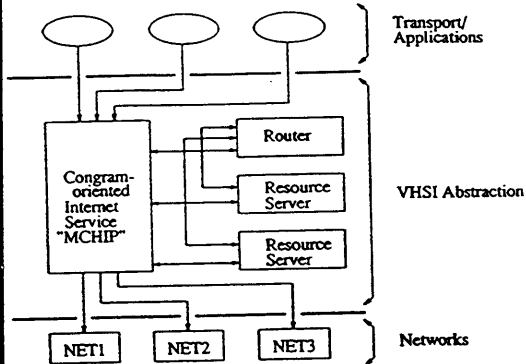 Transport/
Applications
Router
Congram-
oriented
Internet
Service
"MCHIP"
Resource
Server
VHSI Abstraction
Resource
Server
NET1
NET2
NET3
Networks